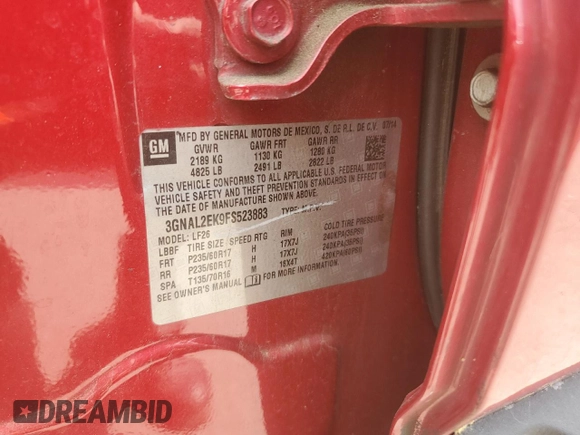 GM
MFD BY GENERAL MOTORS DE MEXICO, S. DE R.L. DE C.V. 07/14
GVWR GAWR FRT GAWR RR
2189 KG 1130 KG 1280 KG
4825 LB 2491 LB 2822 LB
THIS VEHICLE CONFORMS TO ALL APPLICABLE U.S. FEDERAL MOTOR
VEHICLE SAFETY AND THEFT PREVENTION STANDARDS IN EFFECT ON
THE DATE OF MANUFACTURE SHOWN ABOVE.
3GNAL2EK9FS523883 TYPE:
MODEL: LF26
LBBF TIRE SIZE SPEED RTG RIM COLD TIRE PRESSURE
FRT P235/60R17 H 17X7J 240KPA(35PSI)
RR P235/60R17 H 17X7J 240KPA(35PSI)
SPA T135/70R16 M 16X4T 420KPA(60PSI)
SEE OWNER'S MANUAL FOR MORE INFORMATION.
DREAMBID